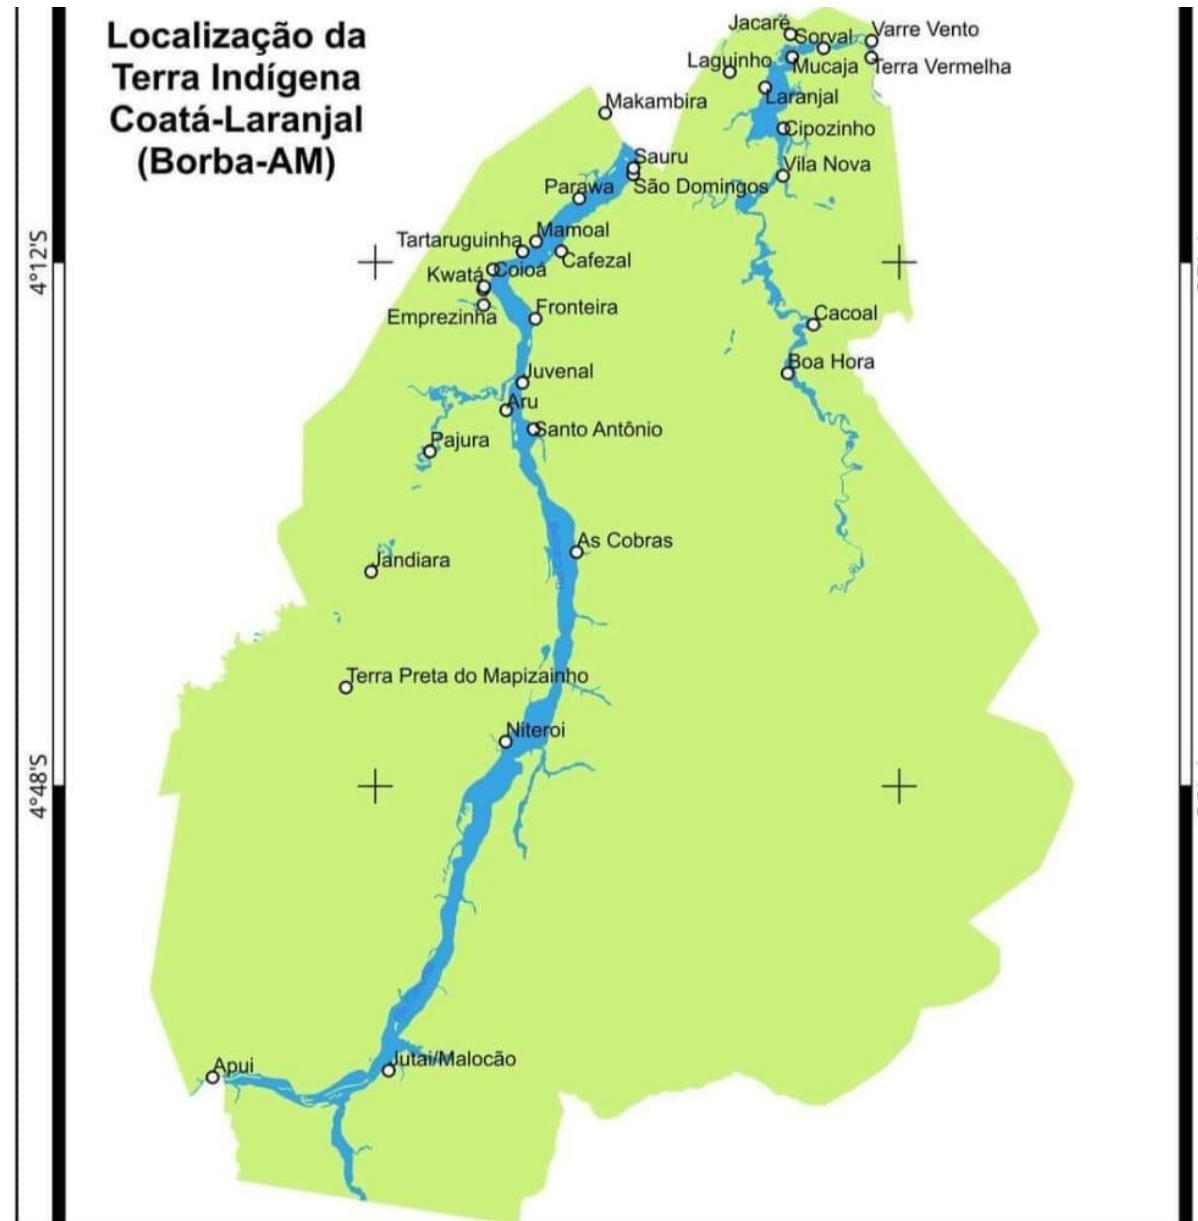 Localização da
Terra Indígena
Coatá-Laranjal
(Borba-AM)
Jacaré
Sorval
Varre Vento
Laguinho
Mucaja
Terra Vermelha
Makambira
Laranjal
Cipozinho
Sauru
Vila Nova
Parawa
São Domingos
Mamoal
Tartaruguinha
4°12'S
Cafezal
Kwatá
Coioá
Fronteira
Emprezinha
Cacoal
Boa Hora
Juvenal
Aru
Santo Antônio
Pajura
As Cobras
Jandiara
Terra Preta do Mapizainho
Niteroi
4°48'S
Jutai/Malocão
Apui